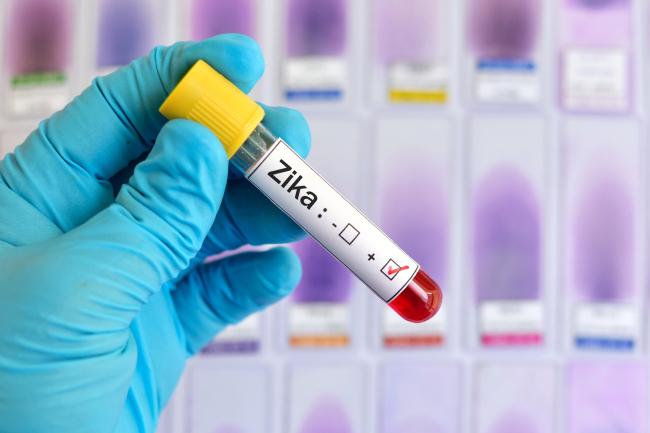 Zika : - ☐
+ ☑